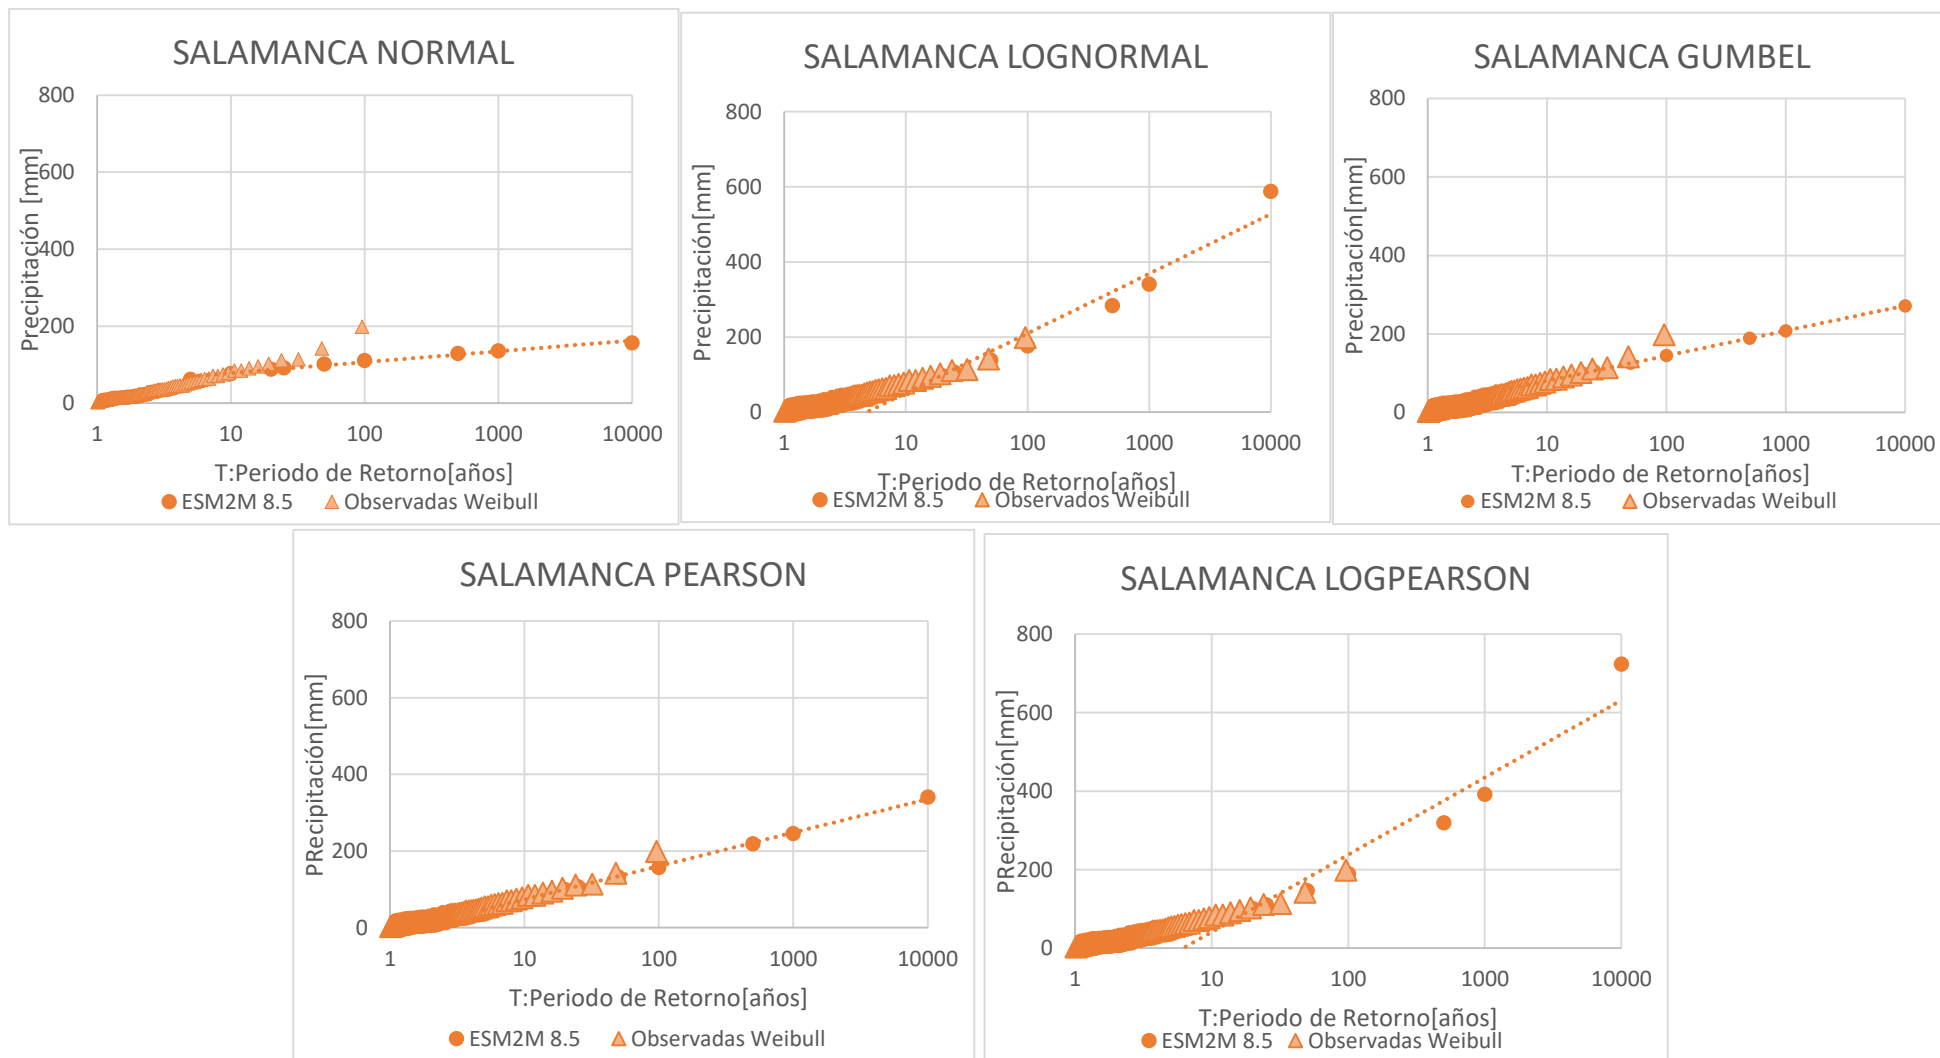 SALAMANCA NORMAL
800
600
400
200
0
Precipitación [mm]
1 10 100 1000 10000
T:Periodo de Retorno[años]
ESM2M 8.5 Observadas Weibull
SALAMANCA LOGNORMAL
800
600
400
200
0
Precipitación[mm]
1 10 100 1000 10000
T:Periodo de Retorno[años]
ESM2M 8.5 Observados Weibull
SALAMANCA GUMBEL
800
600
400
200
0
Precipitación[mm]
1 10 100 1000 10000
T:Periodo de Retorno[años]
ESM2M 8.5 Observadas Weibull
SALAMANCA PEARSON
800
600
400
200
0
PRecipitación[mm]
1 10 100 1000 10000
T:Periodo de Retorno[años]
ESM2M 8.5 Observadas Weibull
SALAMANCA LOGPEARSON
800
600
400
200
0
PRecipitación[mm]
1 10 100 1000 10000
T:Periodo de Retorno[años]
ESM2M 8.5 Observadas Weibull